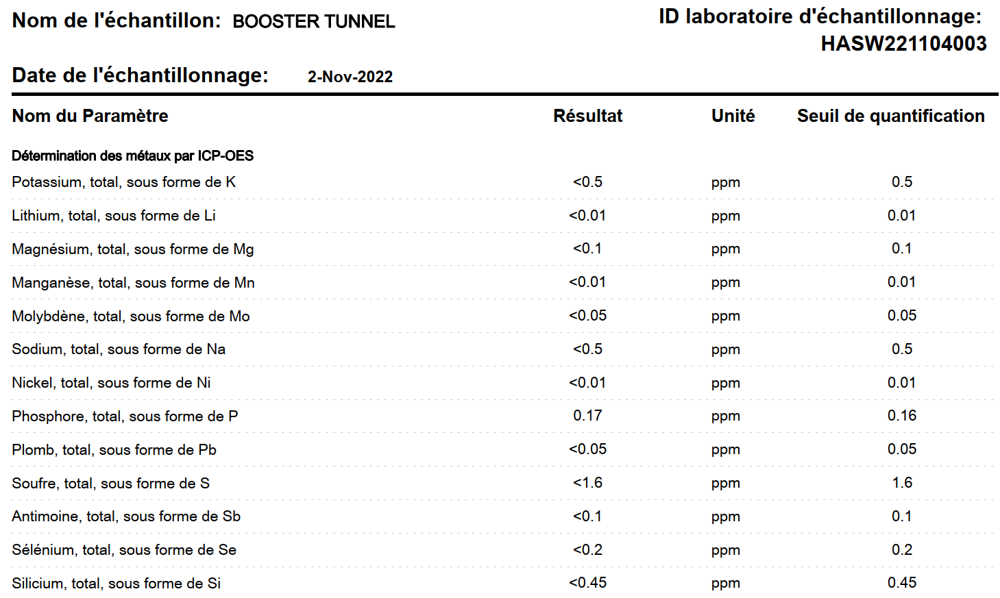 Nom de l'échantillon: BOOSTER TUNNEL
ID laboratoire d'échantillonnage:
HASW221104003
Date de l'échantillonnage: 2-Nov-2022
Nom du Paramètre Résultat Unité Seuil de quantification
Détermination des métaux par ICP-OES
Potassium, total, sous forme de K <0.5 ppm 0.5
Lithium, total, sous forme de Li <0.01 ppm 0.01
Magnésium, total, sous forme de Mg <0.1 ppm 0.1
Manganèse, total, sous forme de Mn <0.01 ppm 0.01
Molybdène, total, sous forme de Mo <0.05 ppm 0.05
Sodium, total, sous forme de Na <0.5 ppm 0.5
Nickel, total, sous forme de Ni <0.01 ppm 0.01
Phosphore, total, sous forme de P 0.17 ppm 0.16
Plomb, total, sous forme de Pb <0.05 ppm 0.05
Soufre, total, sous forme de S <1.6 ppm 1.6
Antimoine, total, sous forme de Sb <0.1 ppm 0.1
Sélénium, total, sous forme de Se <0.2 ppm 0.2
Silicium, total, sous forme de Si <0.45 ppm 0.45